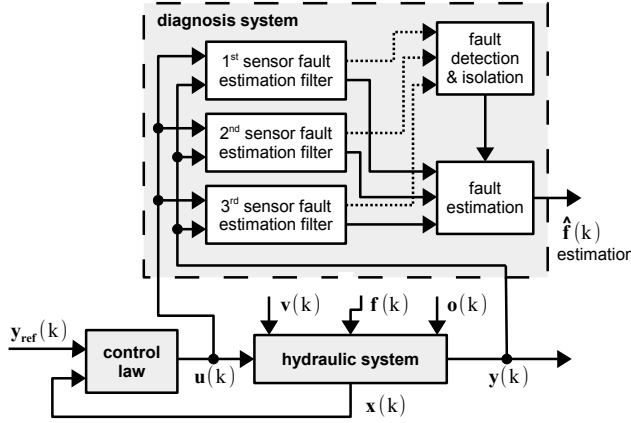 diagnosis system
1st sensor fault
estimation filter
2nd sensor fault
estimation filter
3rd sensor fault
estimation filter
fault
detection
& isolation
fault
estimation
f̂(k)
estimation
v(k)
f(k)
o(k)
yref(k)
control
law
u(k)
hydraulic system
y(k)
x(k)